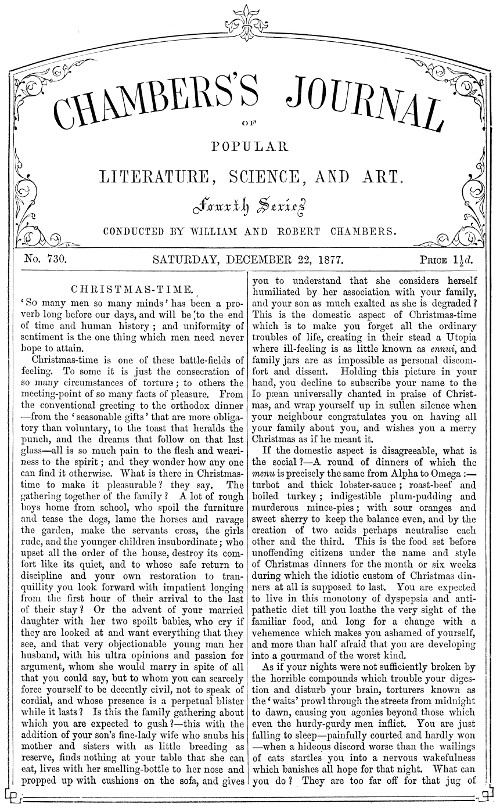 CHAMBERS'S JOURNAL
OF
POPULAR
LITERATURE, SCIENCE, AND ART.
Fourth Series
CONDUCTED BY WILLIAM AND ROBERT CHAMBERS.
No. 730. SATURDAY, DECEMBER 22, 1877. PRICE 1½d.
CHRISTMAS-TIME.
‘So many men so many minds’ has been a pro-
verb long before our days, and will be to the end
of time and human history; and uniformity of
sentiment is the one thing which men need never
hope to attain.
Christmas-time is one of these battle-fields of
feeling. To some it is just the consecration of
so many circumstances of torture; to others the
meeting-point of so many facts of pleasure. From
the conventional greeting to the orthodox dinner
—from the ‘seasonable gifts’ that are more obliga-
tory than voluntary, to the toast that heralds the
punch, and the dreams that follow on that last
glass—all is so much pain to the flesh and weari-
ness to the spirit; and they wonder how any one
can find it otherwise. What is there in Christmas-
time to make it pleasurable? they say. The
gathering together of the family? A lot of rough
boys home from school, who spoil the furniture
and tease the dogs, lame the horses and ravage
the garden, make the servants cross, the girls
rude, and the younger children insubordinate; who
upset all the order of the house, destroy its com-
fort like its quiet, and to whose safe return to
discipline and your own restoration to tran-
quillity you look forward with impatient longing
from the first hour of their arrival to the last
of their stay? Or the advent of your married
daughter with her two spoilt babies, who cry if
they are looked at and want everything that they
see, and that very objectionable young man her
husband, with his ultra opinions and passion for
argument, whom she would marry in spite of all
that you could say, but to whom you can scarcely
force yourself to be decently civil, not to speak of
cordial, and whose presence is a perpetual blister
while it lasts? Is this the family gathering about
which you are expected to gush?—this with the
addition of your son's fine-lady wife who snubs his
mother and sisters with as little breeding as
reserve, finds nothing at your table that she can
eat, lives with her smelling-bottle to her nose and
propped up with cushions on the sofa, and gives
you to understand that she considers herself
humiliated by her association with your family,
and your son as much exalted as she is degraded?
This is the domestic aspect of Christmas-time
which is to make you forget all the ordinary
troubles of life, creating in their stead a Utopia
where ill-feeling is as little known as ennui, and
family jars are as impossible as personal discom-
fort and dissent. Holding this picture in your
hand, you decline to subscribe your name to the
Io pæan universally chanted in praise of Christ-
mas, and wrap yourself up in sullen silence when
your neighbour congratulates you on having all
your family about you, and wishes you a merry
Christmas as if he meant it.
If the domestic aspect is disagreeable, what is
the social?—A round of dinners of which the
menu is precisely the same from Alpha to Omega:—
turbot and thick lobster-sauce; roast-beef and
boiled turkey; indigestible plum-pudding and
murderous mince-pies; with sour oranges and
sweet sherry to keep the balance even, and by the
creation of two acids perhaps neutralise each
other and the third. This is the food set before
unoffending citizens under the name and style
of Christmas dinners for the month or six weeks
during which the idiotic custom of Christmas din-
ners at all is supposed to last. You are expected
to live in this monotony of dyspepsia and anti-
pathetic diet till you loathe the very sight of the
familiar food, and long for a change with a
vehemence which makes you ashamed of yourself,
and more than half afraid that you are developing
into a gourmand of the worst kind.
As if your nights were not sufficiently broken by
the horrible compounds which trouble your diges-
tion and disturb your brain, torturers known as
the ‘waits’ prowl through the streets from midnight
to dawn, causing you agonies beyond those which
even the hurdy-gurdy men inflict. You are just
falling to sleep—painfully courted and hardly won
—when a hideous discord worse than the wailings
of cats startles you into a nervous wakefulness
which banishes all hope for that night. What can
you do? They are too far off for that jug of